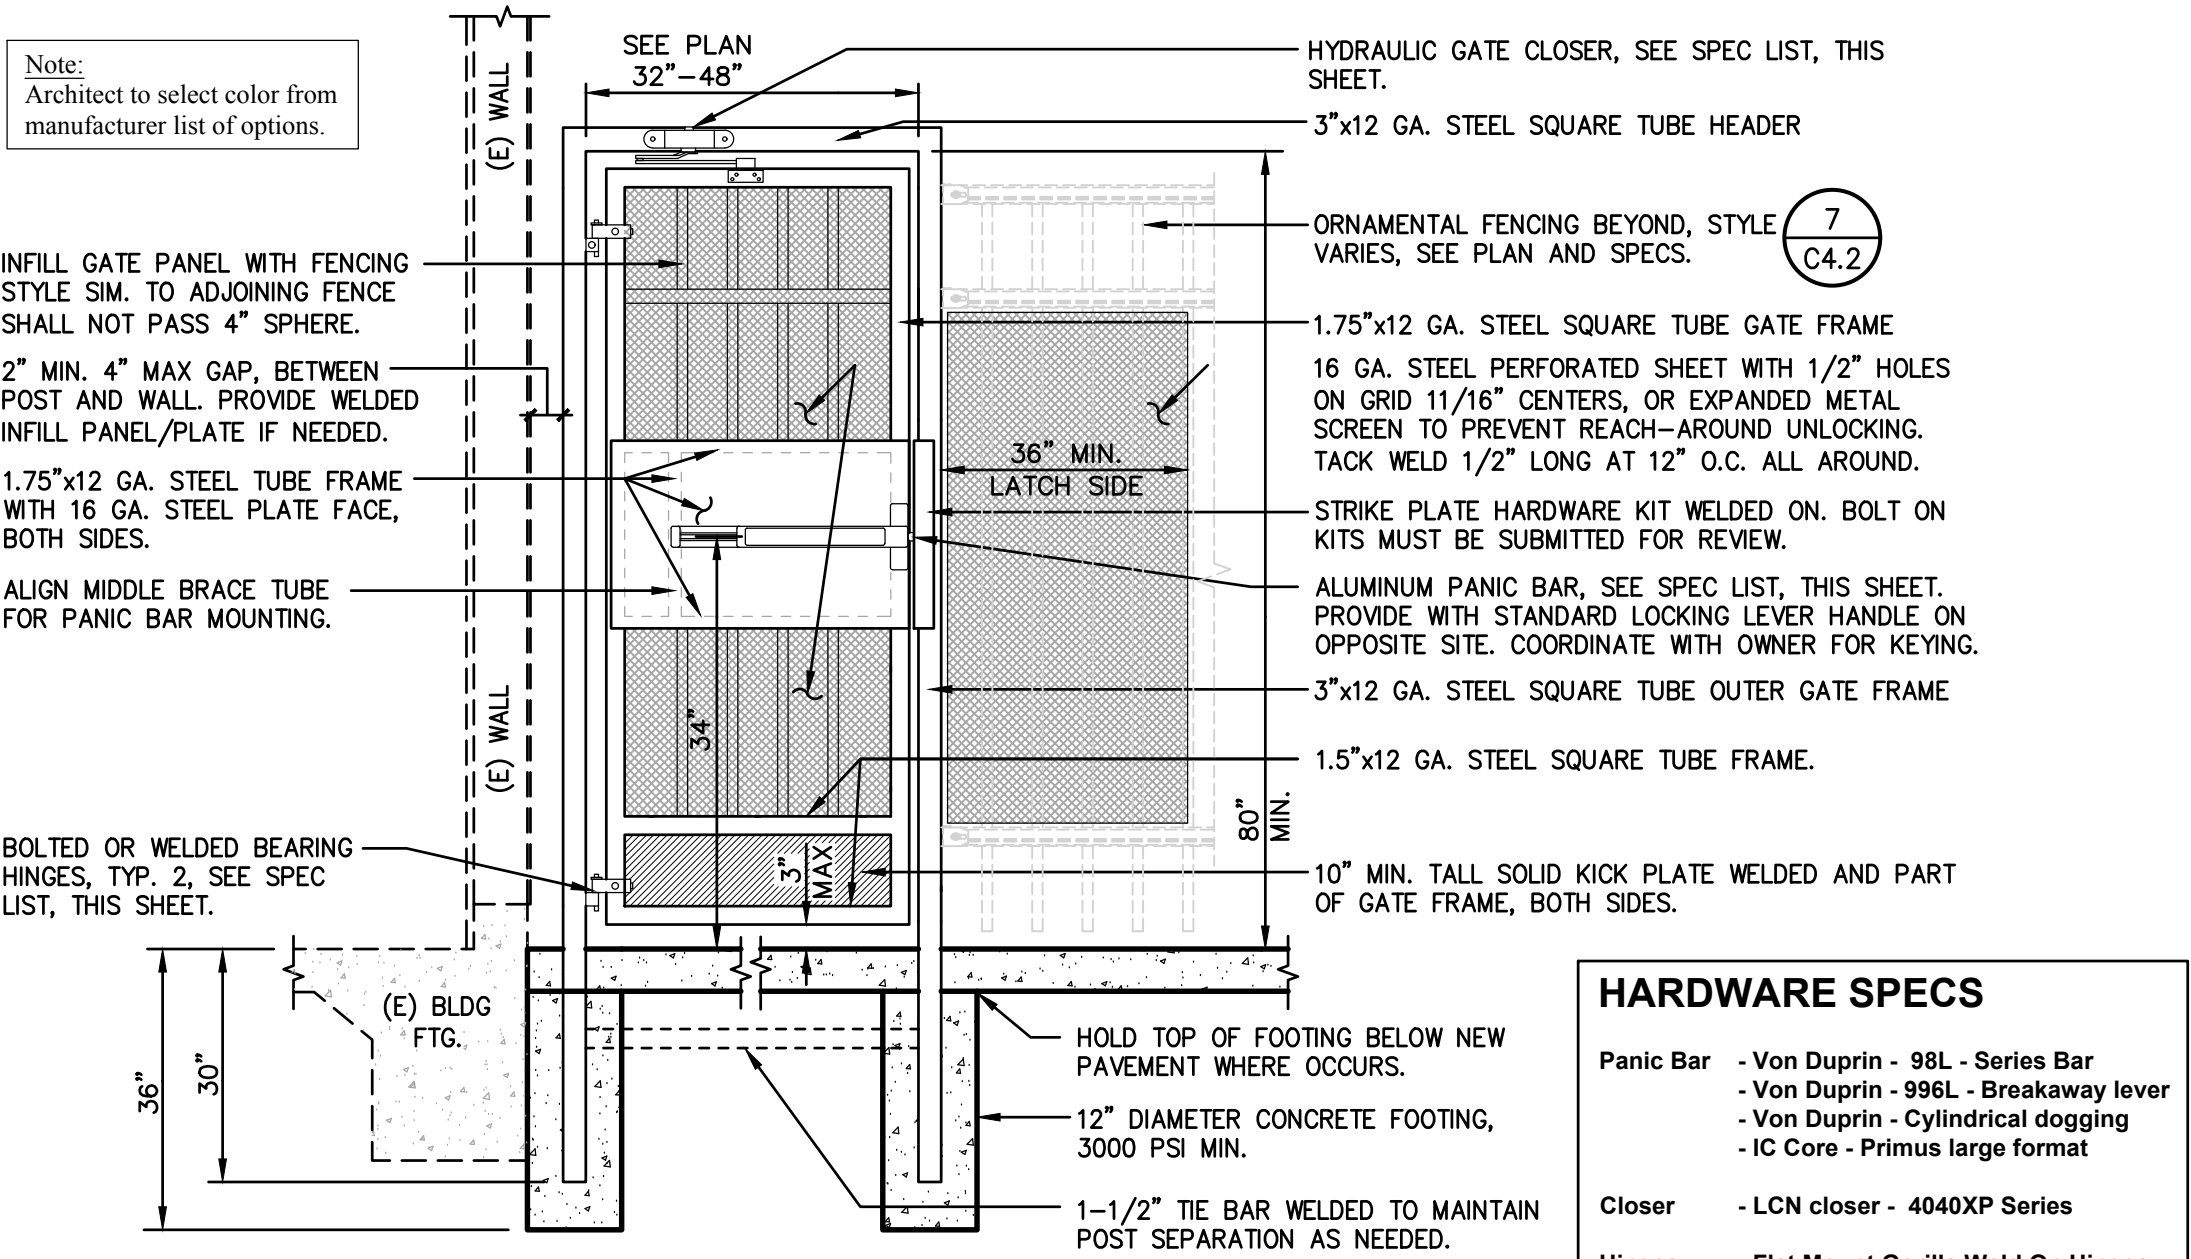 Note:
Architect to select color from
manufacturer list of options.
(E) WALL
SEE PLAN
32"-48"
HYDRAULIC GATE CLOSER, SEE SPEC LIST, THIS
SHEET.
3"x12 GA. STEEL SQUARE TUBE HEADER
ORNAMENTAL FENCING BEYOND, STYLE
VARIES, SEE PLAN AND SPECS.
7
C4.2
INFILL GATE PANEL WITH FENCING
STYLE SIM. TO ADJOINING FENCE
SHALL NOT PASS 4" SPHERE.
1.75"x12 GA. STEEL SQUARE TUBE GATE FRAME
2" MIN. 4" MAX GAP, BETWEEN
POST AND WALL. PROVIDE WELDED
INFILL PANEL/PLATE IF NEEDED.
16 GA. STEEL PERFORATED SHEET WITH 1/2" HOLES
ON GRID 11/16" CENTERS, OR EXPANDED METAL
SCREEN TO PREVENT REACH-AROUND UNLOCKING.
TACK WELD 1/2" LONG AT 12" O.C. ALL AROUND.
36" MIN.
LATCH SIDE
1.75"x12 GA. STEEL TUBE FRAME
WITH 16 GA. STEEL PLATE FACE,
BOTH SIDES.
STRIKE PLATE HARDWARE KIT WELDED ON. BOLT ON
KITS MUST BE SUBMITTED FOR REVIEW.
ALIGN MIDDLE BRACE TUBE
FOR PANIC BAR MOUNTING.
ALUMINUM PANIC BAR, SEE SPEC LIST, THIS SHEET.
PROVIDE WITH STANDARD LOCKING LEVER HANDLE ON
OPPOSITE SITE. COORDINATE WITH OWNER FOR KEYING.
(E) WALL
34"
3"x12 GA. STEEL SQUARE TUBE OUTER GATE FRAME
1.5"x12 GA. STEEL SQUARE TUBE FRAME.
80"
MIN.
BOLTED OR WELDED BEARING
HINGES, TYP. 2, SEE SPEC
LIST, THIS SHEET.
3"
MAX
10" MIN. TALL SOLID KICK PLATE WELDED AND PART
OF GATE FRAME, BOTH SIDES.
36"
30"
(E) BLDG
FTG.
HOLD TOP OF FOOTING BELOW NEW
PAVEMENT WHERE OCCURS.
12" DIAMETER CONCRETE FOOTING,
3000 PSI MIN.
1-1/2" TIE BAR WELDED TO MAINTAIN
POST SEPARATION AS NEEDED.
HARDWARE SPECS
Panic Bar - Von Duprin - 98L - Series Bar
- Von Duprin - 996L - Breakaway lever
- Von Duprin - Cylindrical dogging
- IC Core - Primus large format
Closer - LCN closer - 4040XP Series